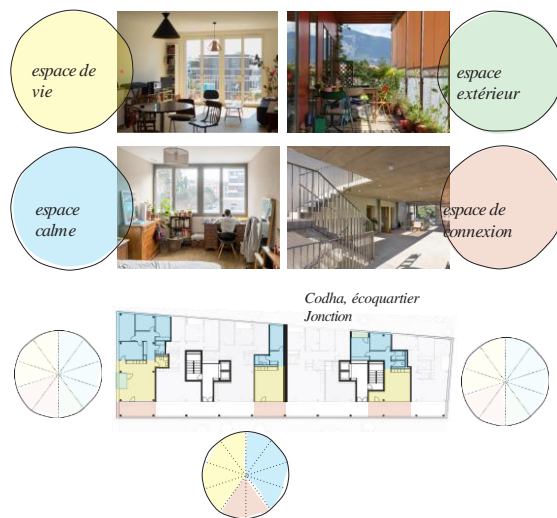 espace de
vie
espace
extérieur
espace
calme
espace de
connexion
Codha, écoquartier
Jonction